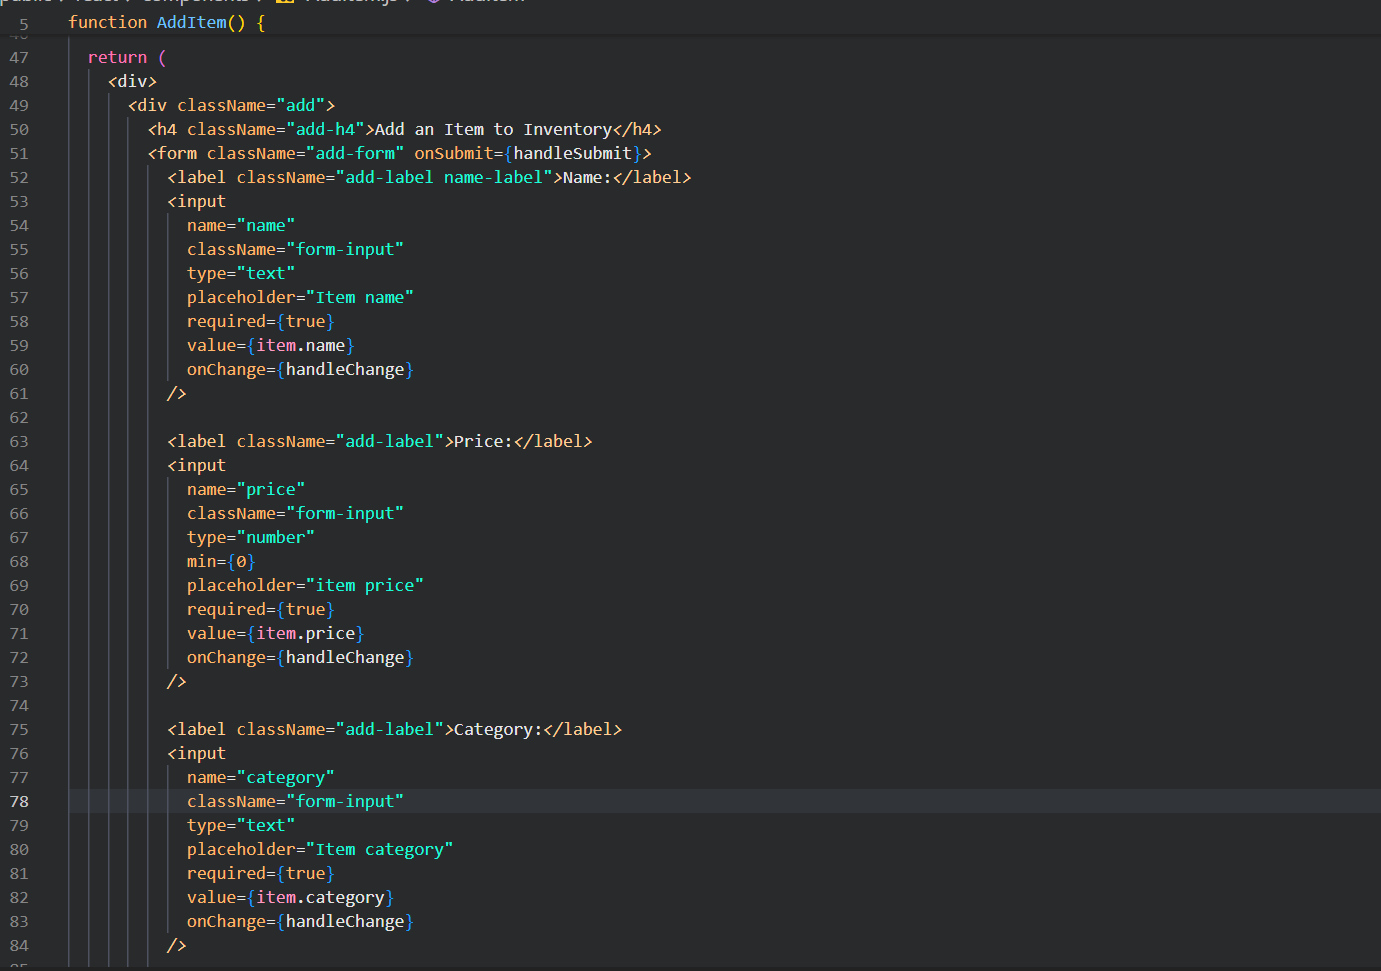 5 function AddItem() {
47 return (
48 <div>
49 <div className="add">
50 <h4 className="add-h4">Add an Item to Inventory</h4>
51 <form className="add-form" onSubmit={handleSubmit}>
52 <label className="add-label name-label">Name:</label>
53 <input
54 name="name"
55 className="form-input"
56 type="text"
57 placeholder="Item name"
58 required={true}
59 value={item.name}
60 onChange={handleChange}
61 />
62
63 <label className="add-label">Price:</label>
64 <input
65 name="price"
66 className="form-input"
67 type="number"
68 min={0}
69 placeholder="item price"
70 required={true}
71 value={item.price}
72 onChange={handleChange}
73 />
74
75 <label className="add-label">Category:</label>
76 <input
77 name="category"
78 className="form-input"
79 type="text"
80 placeholder="Item category"
81 required={true}
82 value={item.category}
83 onChange={handleChange}
84 />